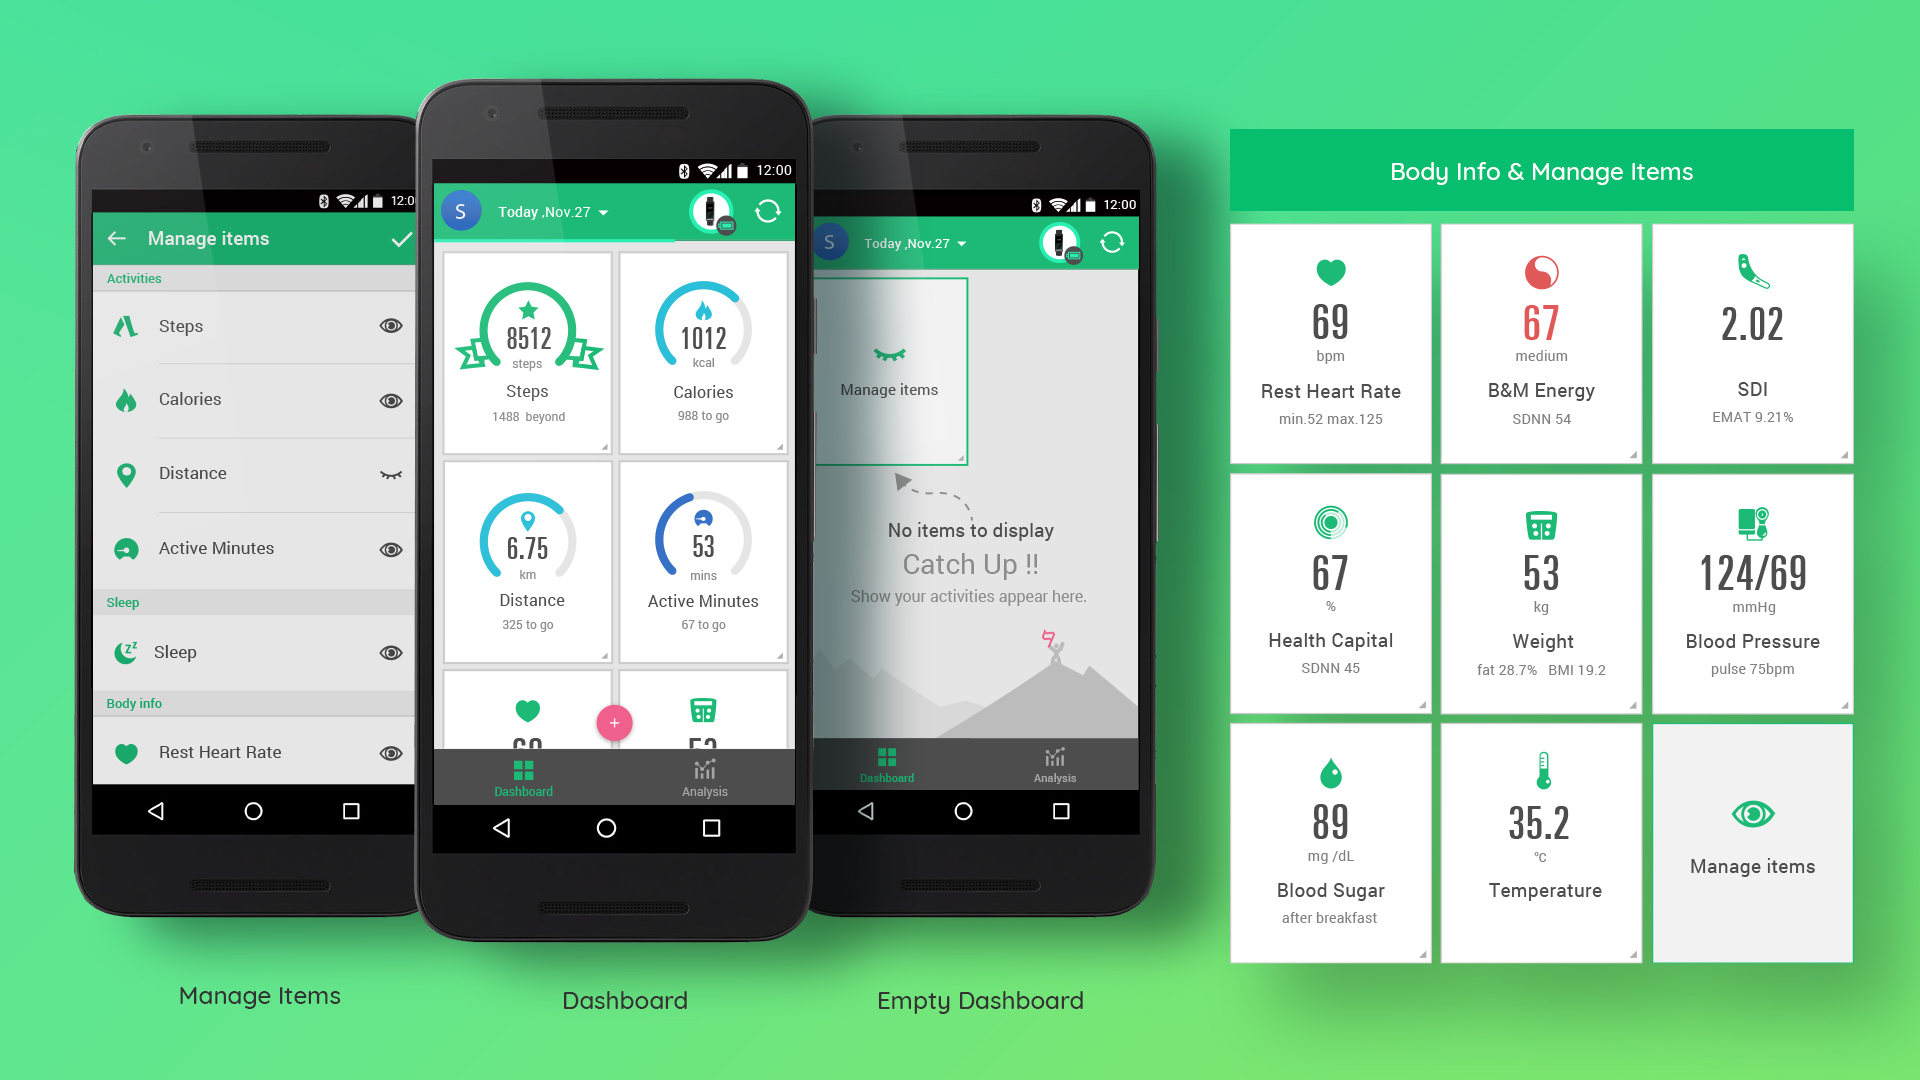 12:0
Manage items
Activities
Steps
Calories
Distance
Active Minutes
Sleep
zzz
Sleep
Body info
Rest Heart Rate
Manage Items
12:00
S
Today ,Nov.27
8512
steps
Steps
1488 beyond
1012
kcal
Calories
988 to go
6.75
km
Distance
325 to go
53
mins
Active Minutes
67 to go
+
Dashboard
Analysis
Dashboard
12:00
S
Today ,Nov.27
Manage items
No items to display
Catch Up !!
Show your activities appear here.
Dashboard
Analysis
Empty Dashboard
Body Info & Manage Items
69
bpm
Rest Heart Rate
min.52 max.125
67
medium
B&M Energy
SDNN 54
2.02
SDI
EMAT 9.21%
67
%
Health Capital
SDNN 45
53
kg
Weight
fat 28.7% BMI 19.2
124/69
mmHg
Blood Pressure
pulse 75bpm
89
mg /dL
Blood Sugar
after breakfast
35.2
°C
Temperature
Manage items